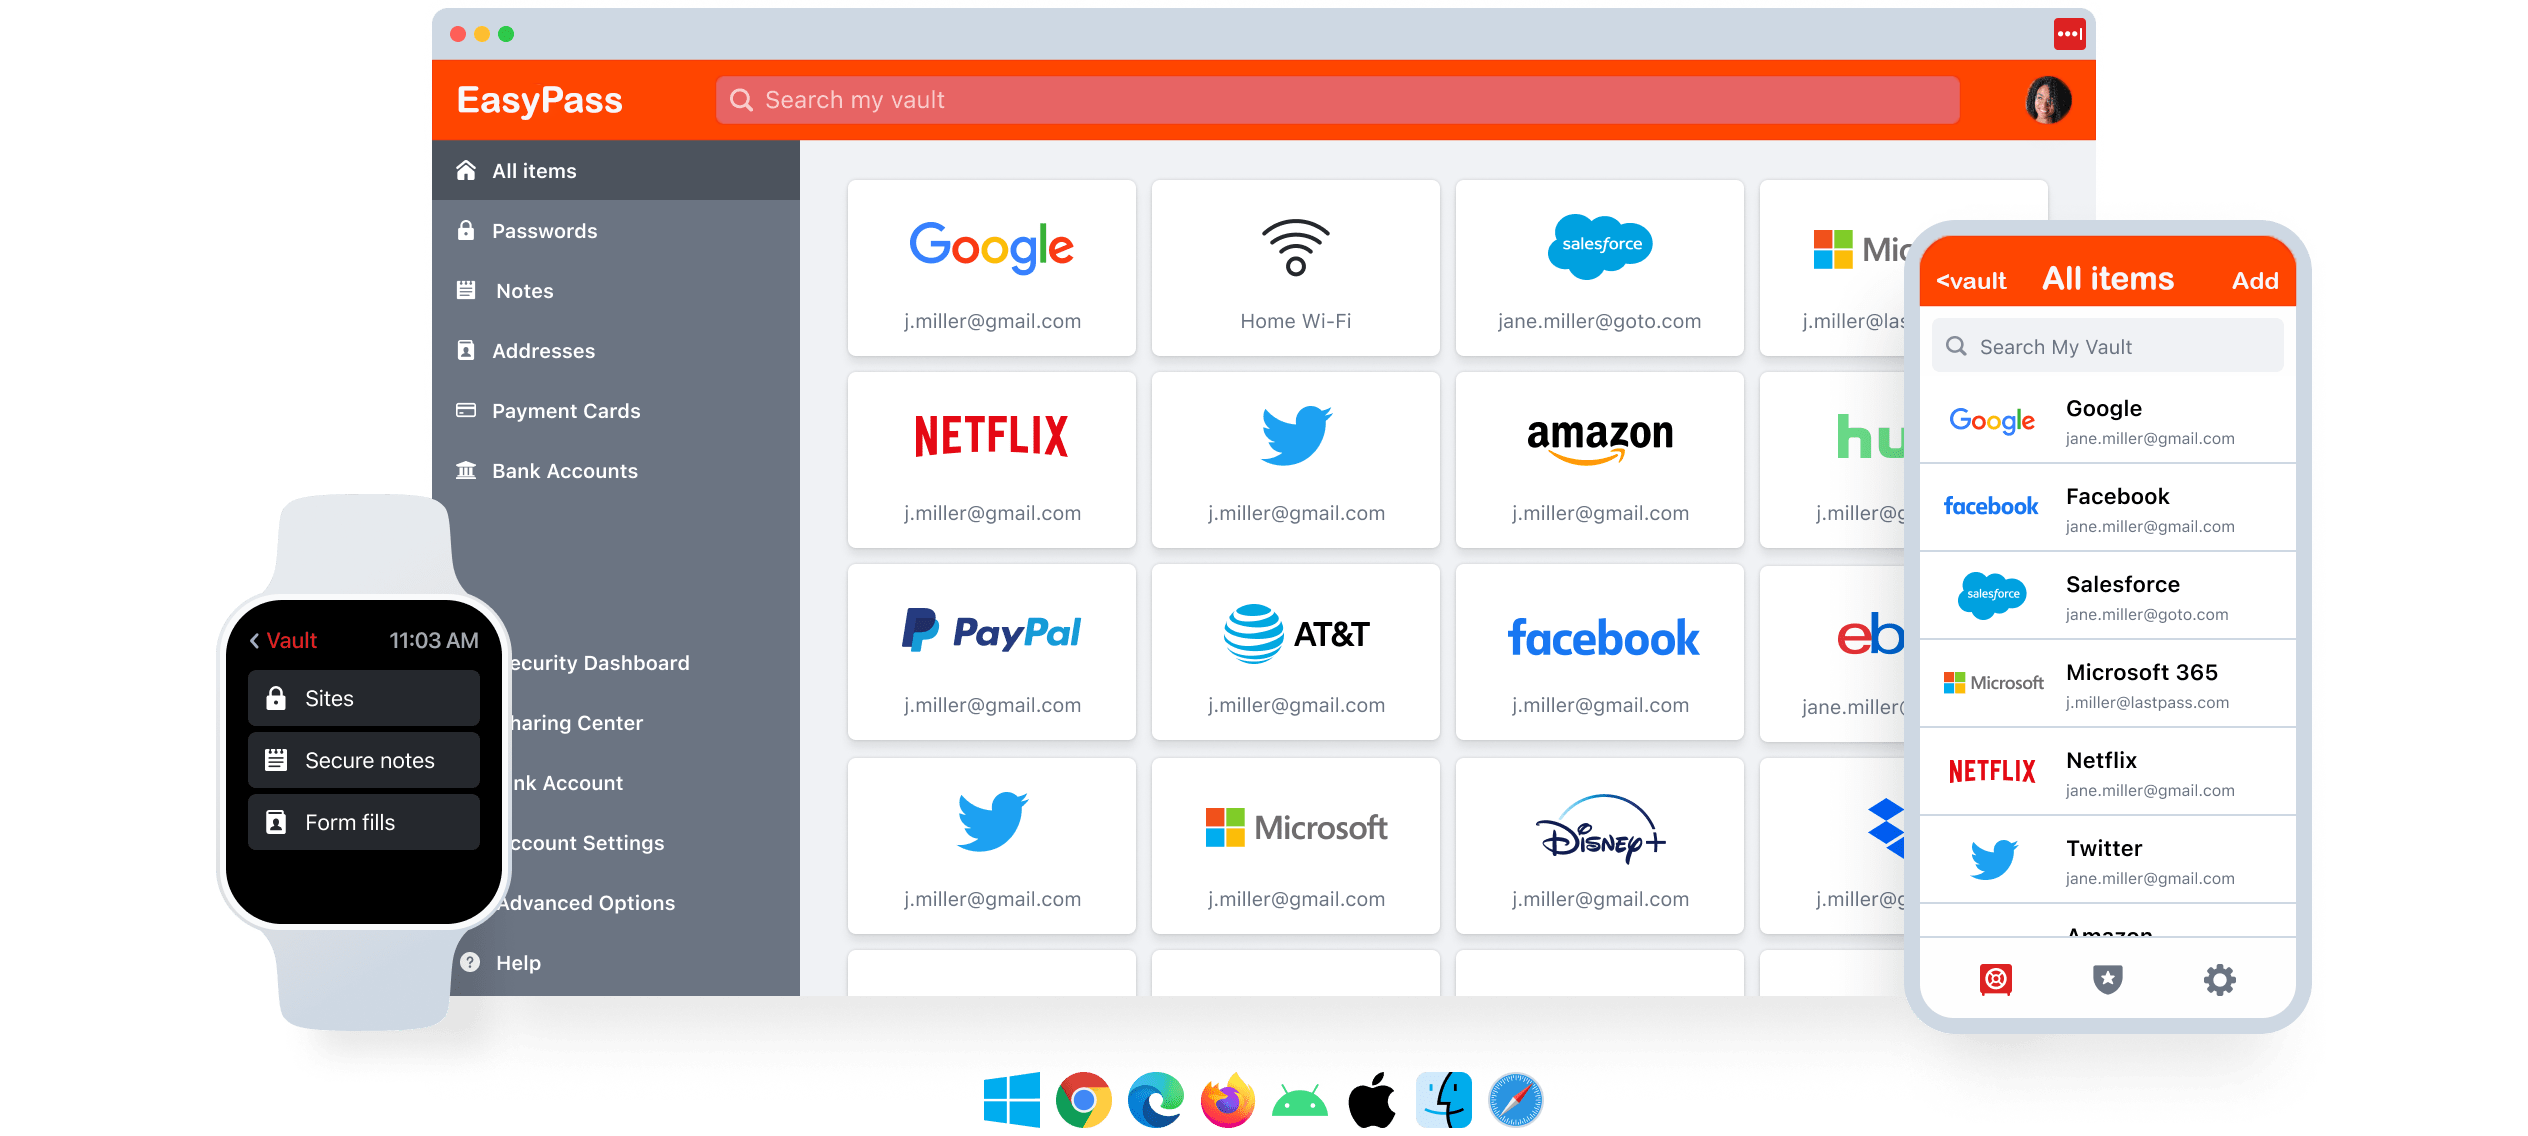 EasyPass
Search my vault
All items
Passwords
Notes
Addresses
Payment Cards
Bank Accounts
ecurity Dashboard
haring Center
nk Account
ccount Settings
Advanced Options
Help
Google
j.miller@gmail.com
Home Wi-Fi
salesforce
jane.miller@goto.com
Mic
j.miller@las
NETFLIX
j.miller@gmail.com
j.miller@gmail.com
amazon
j.miller@gmail.com
hu
j.miller@g
PayPal
j.miller@gmail.com
AT&T
j.miller@gmail.com
facebook
j.miller@gmail.com
eb
jane.miller@
j.miller@gmail.com
Microsoft
j.miller@gmail.com
Disney+
j.miller@gmail.com
j.miller@g
< Vault 11:03 AM
Sites
Secure notes
Form fills
<vault All items Add
Search My Vault
Google Google
jane.miller@gmail.com
facebook Facebook
jane.miller@gmail.com
salesforce Salesforce
jane.miller@goto.com
Microsoft Microsoft 365
j.miller@lastpass.com
NETFLIX Netflix
jane.miller@gmail.com
Twitter
jane.miller@gmail.com
Amazon